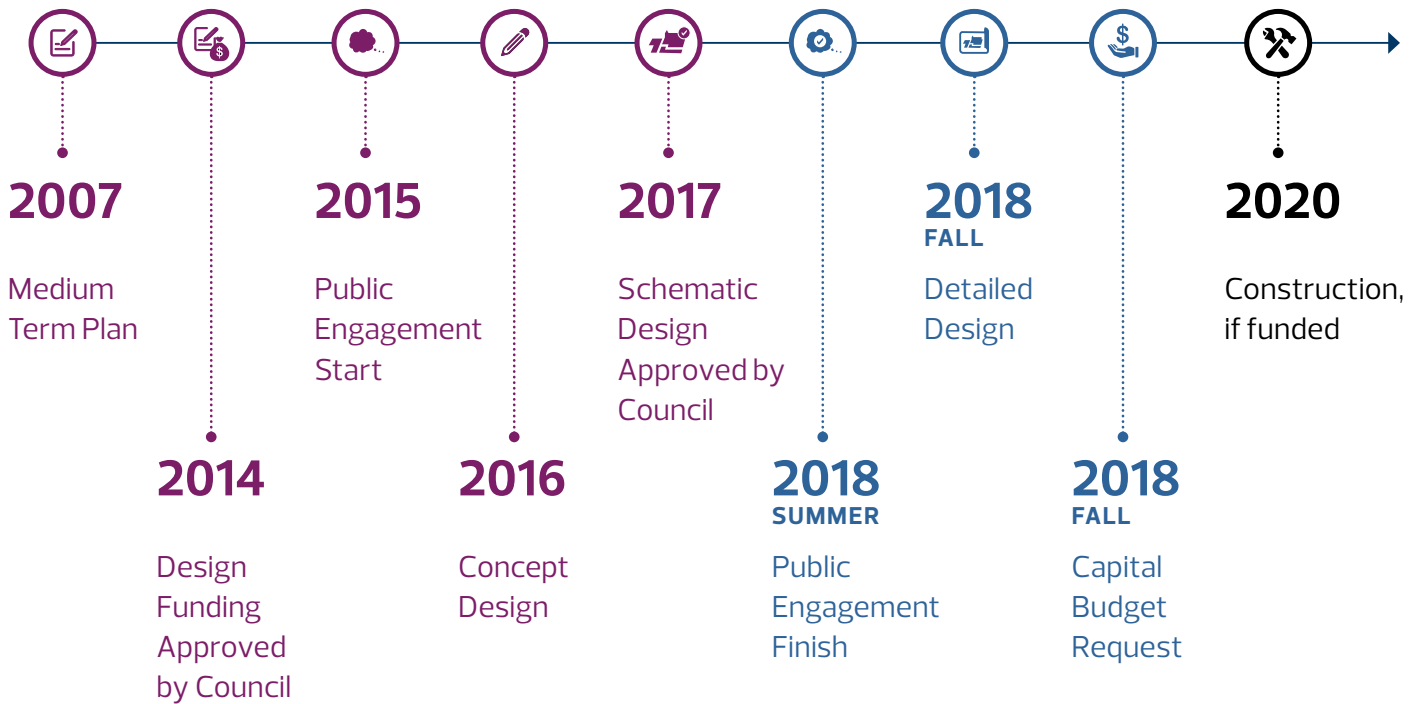 2007
Medium
Term Plan
2014
Design
Funding
Approved
by Council
2015
Public
Engagement
Start
2016
Concept
Design
2017
Schematic
Design
Approved by
Council
2018
SUMMER
Public
Engagement
Finish
2018
FALL
Detailed
Design
2018
FALL
Capital
Budget
Request
2020
Construction,
if funded